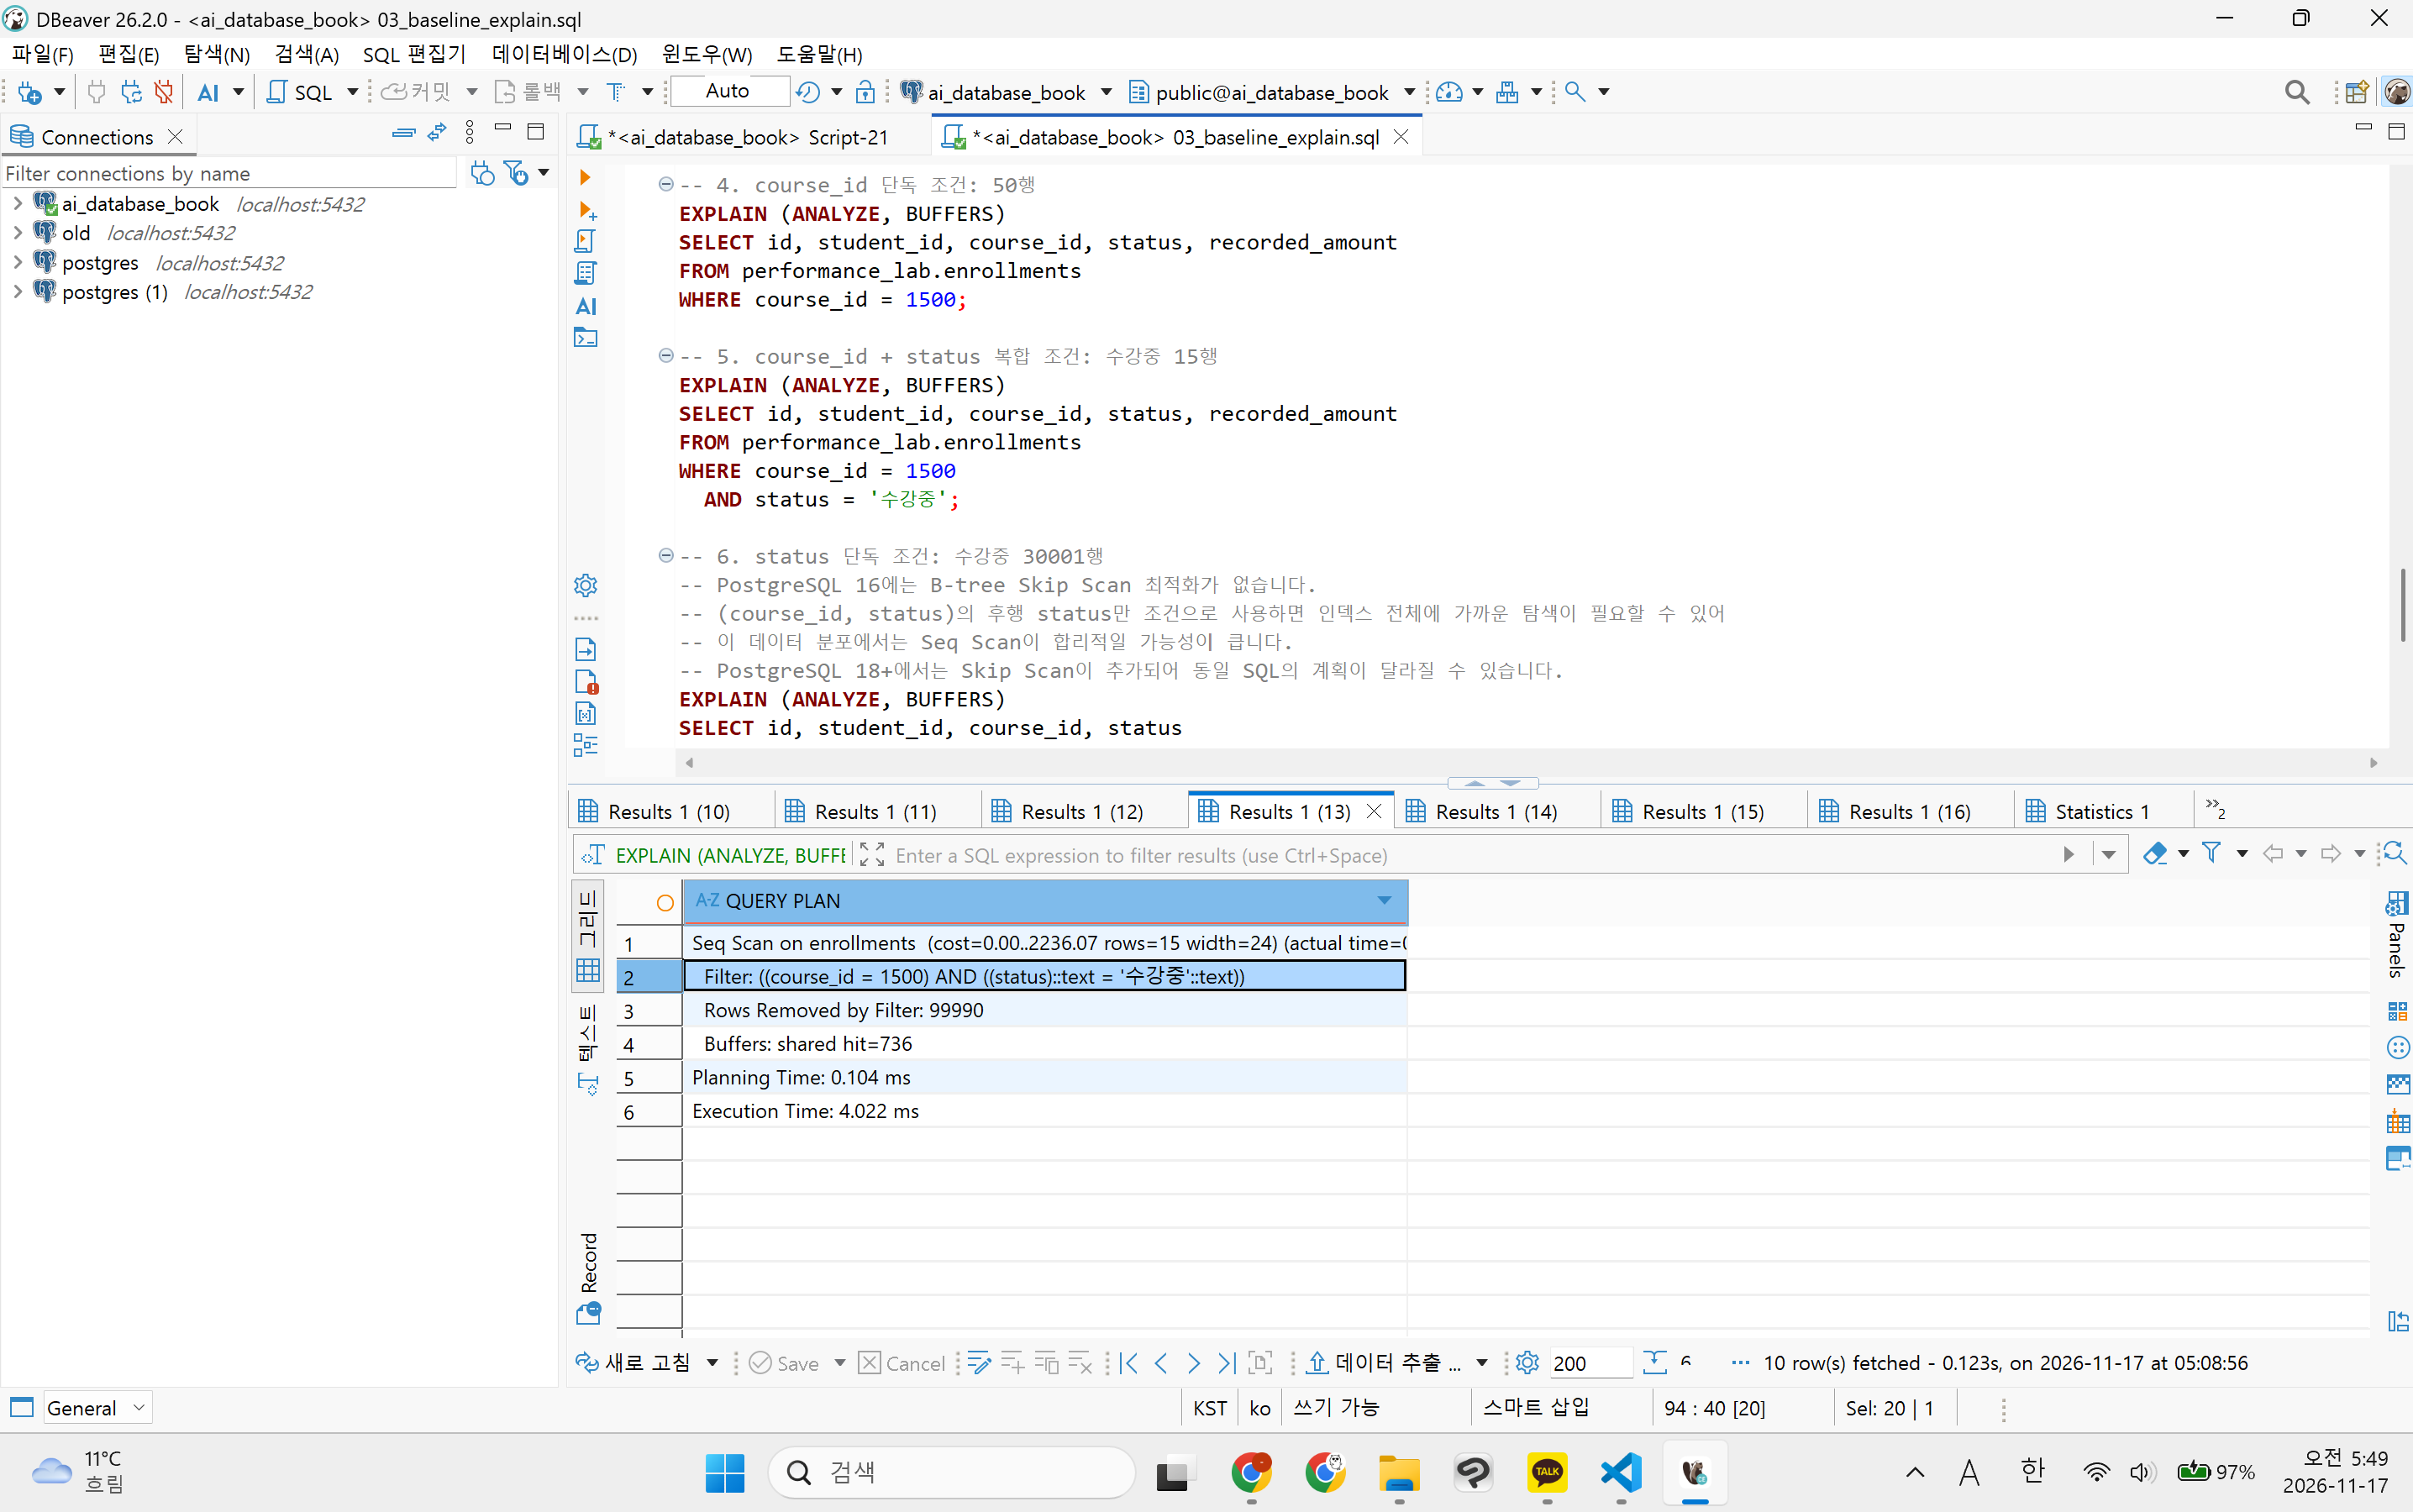 DBeaver 26.2.0 - <ai_database_book> 03_baseline_explain.sql
파일(F) 편집(E) 탐색(N) 검색(A) SQL 편집기 데이터베이스(D) 윈도우(W) 도움말(H)
AI SQL 커밋 롤백 Auto ai_database_book public@ai_database_book
Connections
Filter connections by name
ai_database_book localhost:5432
old localhost:5432
postgres localhost:5432
postgres (1) localhost:5432
*<ai_database_book> Script-21
*<ai_database_book> 03_baseline_explain.sql
AI
-- 4. course_id 단독 조건: 50행
EXPLAIN (ANALYZE, BUFFERS)
SELECT id, student_id, course_id, status, recorded_amount
FROM performance_lab.enrollments
WHERE course_id = 1500;
-- 5. course_id + status 복합 조건: 수강중 15행
EXPLAIN (ANALYZE, BUFFERS)
SELECT id, student_id, course_id, status, recorded_amount
FROM performance_lab.enrollments
WHERE course_id = 1500
AND status = '수강중';
-- 6. status 단독 조건: 수강중 30001행
-- PostgreSQL 16에는 B-tree Skip Scan 최적화가 없습니다.
-- (course_id, status)의 후행 status만 조건으로 사용하면 인덱스 전체에 가까운 탐색이 필요할 수 있어
-- 이 데이터 분포에서는 Seq Scan이 합리적일 가능성이 큽니다.
-- PostgreSQL 18+에서는 Skip Scan이 추가되어 동일 SQL의 계획이 달라질 수 있습니다.
EXPLAIN (ANALYZE, BUFFERS)
SELECT id, student_id, course_id, status
Results 1 (10) Results 1 (11) Results 1 (12) Results 1 (13) Results 1 (14) Results 1 (15) Results 1 (16) Statistics 1 »2
EXPLAIN (ANALYZE, BUFFE Enter a SQL expression to filter results (use Ctrl+Space)
그리드
텍스트
Record
Panels
A-Z QUERY PLAN
1 Seq Scan on enrollments (cost=0.00..2236.07 rows=15 width=24) (actual time=0
2 Filter: ((course_id = 1500) AND ((status)::text = '수강중'::text))
3 Rows Removed by Filter: 99990
4 Buffers: shared hit=736
5 Planning Time: 0.104 ms
6 Execution Time: 4.022 ms
새로 고침 Save Cancel 데이터 추출 ... 200 6 ... 10 row(s) fetched - 0.123s, on 2026-11-17 at 05:08:56
General KST ko 쓰기 가능 스마트 삽입 94 : 40 [20] Sel: 20 | 1
11°C
흐림
검색
TALK
A 한 97%
오전 5:49
2026-11-17